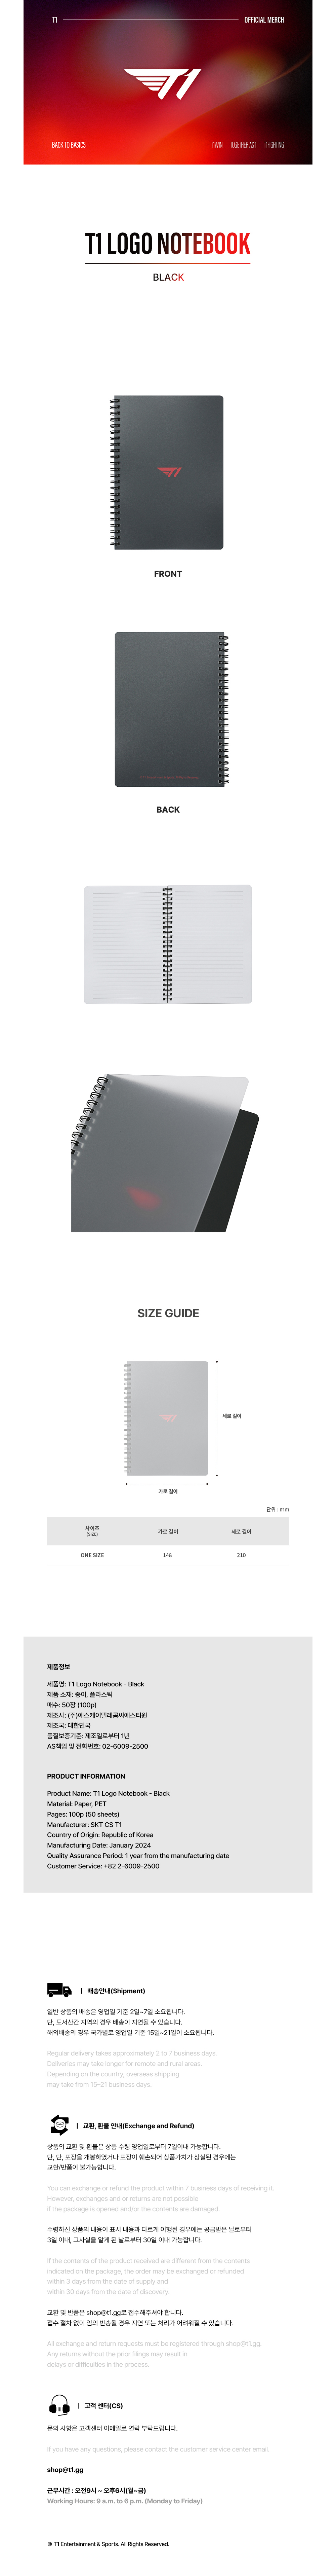 T1
OFFICIAL MERCH
T1
BACK TO BASICS
T1WIN
TOGETHER AS 1
T1FIGHTING
T1 LOGO NOTEBOOK
BLACK
FRONT
BACK
SIZE GUIDE
세로 길이
가로 길이
단위 : mm
사이즈 가로 길이 세로 길이
(SIZE)
ONE SIZE 148 210
제품정보
제품명: T1 Logo Notebook - Black
제품 소재: 종이, 플라스틱
매수: 50장 (100p)
제조사: (주)에스케이텔레콤씨에스티원
제조국: 대한민국
품질보증기준: 제조일로부터 1년
AS책임 및 전화번호: 02-6009-2500
PRODUCT INFORMATION
Product Name: T1 Logo Notebook - Black
Material: Paper, PET
Pages: 100p (50 sheets)
Manufacturer: SKT CS T1
Country of Origin: Republic of Korea
Manufacturing Date: January 2024
Quality Assurance Period: 1 year from the manufacturing date
Customer Service: +82 2-6009-2500
| 배송안내(Shipment)
일반 상품의 배송은 영업일 기준 2일~7일 소요됩니다.
단, 도서산간 지역의 경우 배송이 지연될 수 있습니다.
해외배송의 경우 국가별로 영업일 기준 15일~21일이 소요됩니다.
Regular delivery takes approximately 2 to 7 business days.
Deliveries may take longer for remote and rural areas.
Depending on the country, overseas shipping
may take from 15-21 business days.
| 교환, 환불 안내(Exchange and Refund)
상품의 교환 및 환불은 상품 수령 영업일로부터 7일이내 가능합니다.
단, 단, 포장을 개봉하였거나 포장이 훼손되어 상품가치가 상실된 경우에는
교환/반품이 불가능합니다.
You can exchange or refund the product within 7 business days of receiving it.
However, exchanges and or returns are not possible
if the package is opened and/or the contents are damaged.
수령하신 상품의 내용이 표시 내용과 다르게 이행된 경우에는 공급받은 날로부터
3일 이내, 그사실을 알게 된 날로부터 30일 이내 가능합니다.
If the contents of the product received are different from the contents
indicated on the package, the order may be exchanged or refunded
within 3 days from the date of supply and
within 30 days from the date of discovery.
교환 및 반품은 shop@t1.gg로 접수해주셔야 합니다.
접수 절차 없이 임의 반송될 경우 지연 또는 처리가 어려워질 수 있습니다.
All exchange and return requests must be registered through shop@t1.gg.
Any returns without the prior filings may result in
delays or difficulties in the process.
| 고객 센터(CS)
문의 사항은 고객센터 이메일로 연락 부탁드립니다.
If you have any questions, please contact the customer service center email.
shop@t1.gg
근무시간 : 오전9시 ~ 오후6시(월~금)
Working Hours: 9 a.m. to 6 p.m. (Monday to Friday)
© T1 Entertainment & Sports. All Rights Reserved.